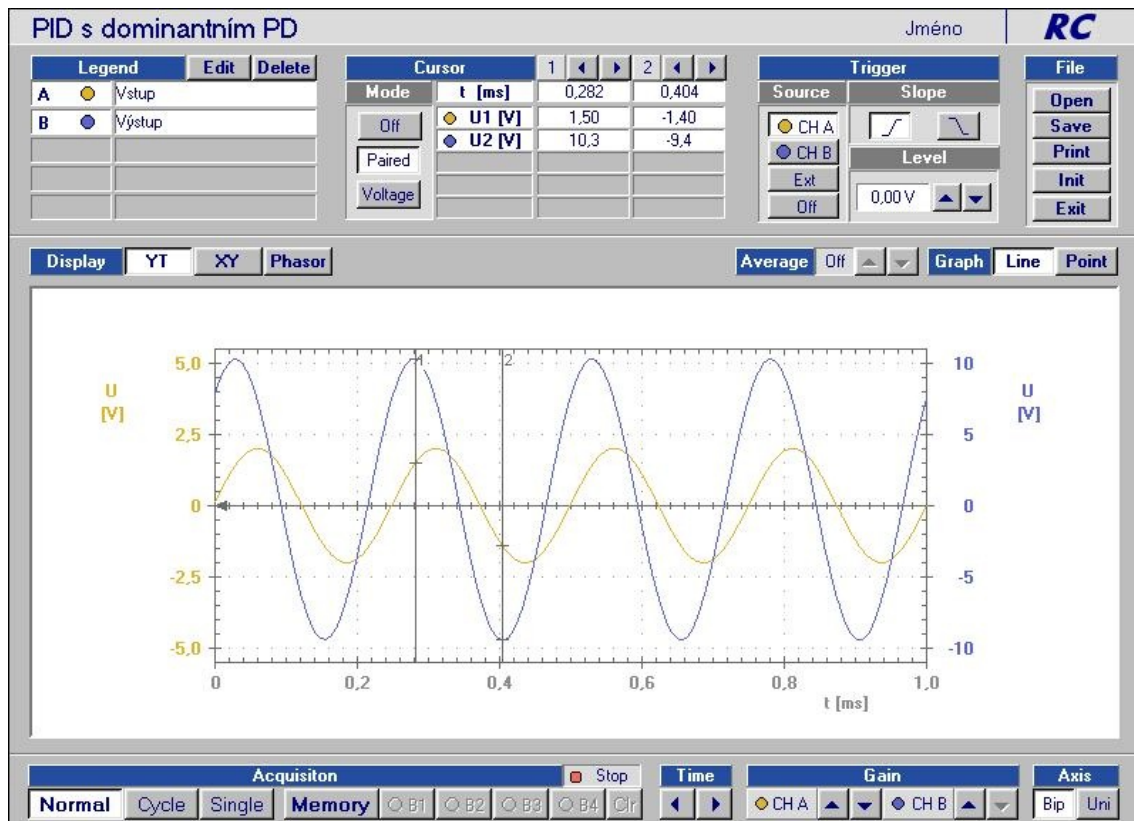 PID s dominantním PD Jméno RC
Legend Edit Delete
A Vstup
B Výstup
Cursor 1 2
Mode t [ms] 0,282 0,404
Off U1 [V] 1,50 -1,40
U2 [V] 10,3 -9,4
Paired
Voltage
Trigger
Source Slope
CH A
CH B Level
Ext
Off 0,00 V
File
Open
Save
Print
Init
Exit
Display YT XY Phasor Average Off Graph Line Point
1 2
5,0 10
U [V] U [V]
2,5 5
0 0
-2,5 -5
-5,0 -10
0 0,2 0,4 0,6 0,8 1,0
t [ms]
Acquisiton Stop Time Gain Axis
Normal Cycle Single Memory B1 B2 B3 B4 Clr CH A CH B Bip Uni